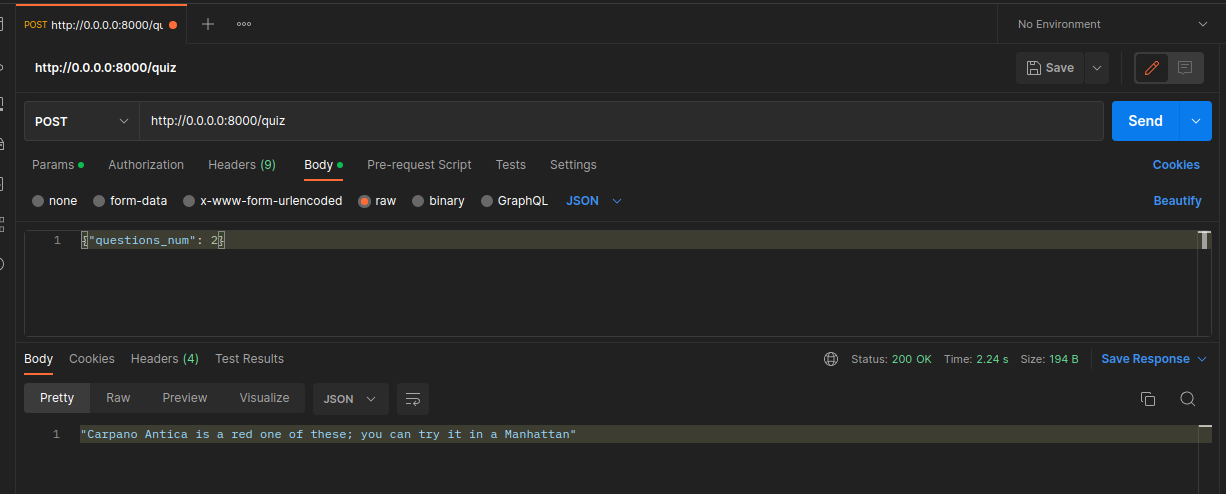 POST http://0.0.0.0:8000/qu No Environment
http://0.0.0.0:8000/quiz Save
POST http://0.0.0.0:8000/quiz Send
Params Authorization Headers (9) Body Pre-request Script Tests Settings Cookies
none form-data x-www-form-urlencoded raw binary GraphQL JSON Beautify
1 {"questions_num": 2}
Body Cookies Headers (4) Test Results Status: 200 OK Time: 2.24 s Size: 194 B Save Response
Pretty Raw Preview Visualize JSON
1 "Carpano Antica is a red one of these; you can try it in a Manhattan"